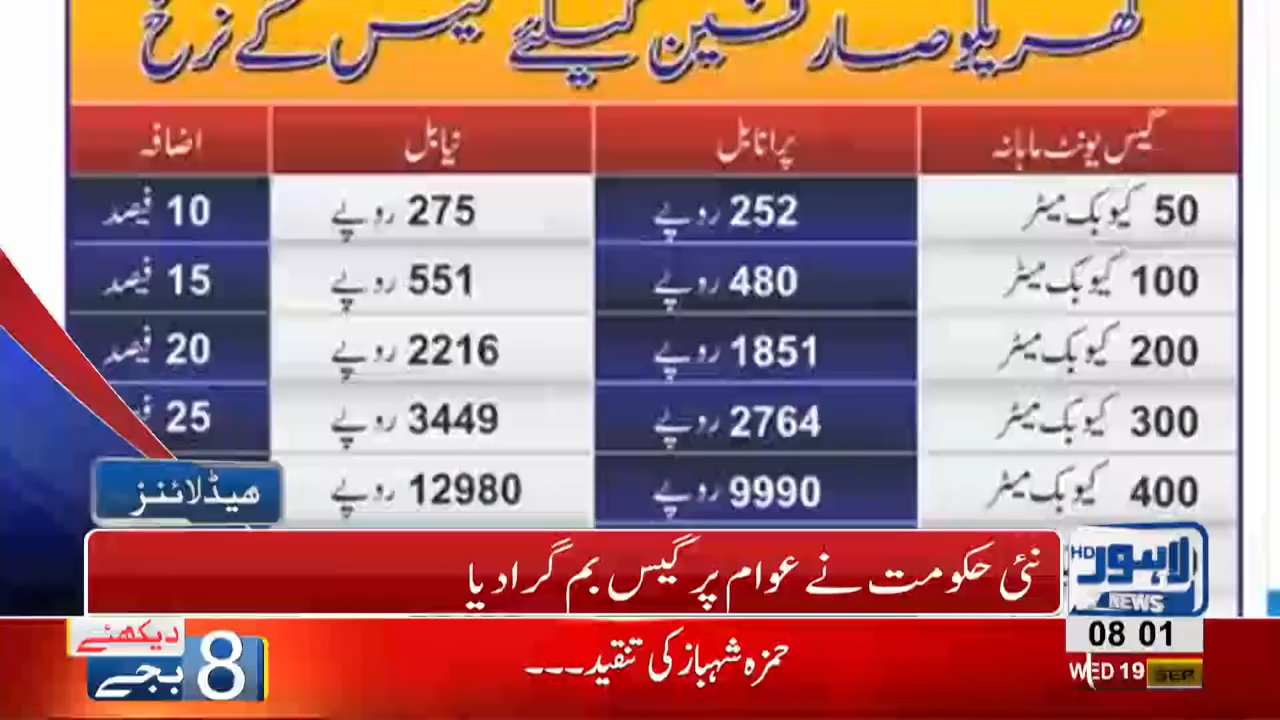 گھریلو صارفین کیلئے گیس کے نرخ
گیس یونٹ ماہانہ پرانا بل نیا بل اضافہ
50 کیوبک میٹر 252 روپے 275 روپے 10 فیصد
100 کیوبک میٹر 480 روپے 551 روپے 15 فیصد
200 کیوبک میٹر 1851 روپے 2216 روپے 20 فیصد
300 کیوبک میٹر 2764 روپے 3449 روپے 25
400 کیوبک میٹر 9990 روپے 12980 روپے
ہیڈلائنز
نئی حکومت نے عوام پر گیس بم گرا دیا
HD لاہور
NEWS
حمزہ شہباز کی تنقید۔۔۔
08 01
WED 19 SEP
دیکھئے
8 بجے